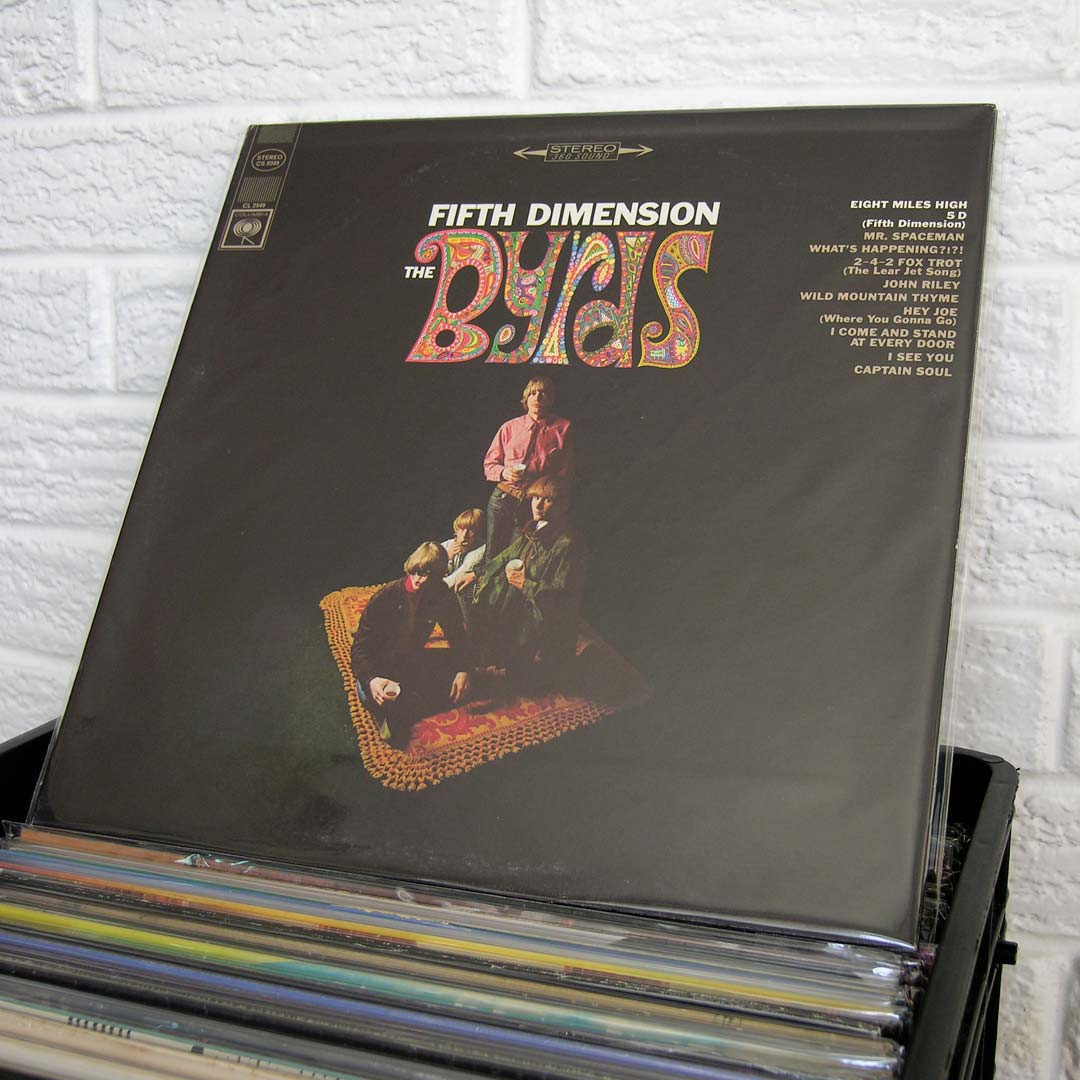 STEREO
CS 9349
CL 2549
COLUMBIA
STEREO
"360 SOUND"
FIFTH DIMENSION
THE Byrds
EIGHT MILES HIGH
5 D
(Fifth Dimension)
MR. SPACEMAN
WHAT'S HAPPENING?!?!
2-4-2 FOX TROT
(The Lear Jet Song)
JOHN RILEY
WILD MOUNTAIN THYME
HEY JOE
(Where You Gonna Go)
I COME AND STAND
AT EVERY DOOR
I SEE YOU
CAPTAIN SOUL